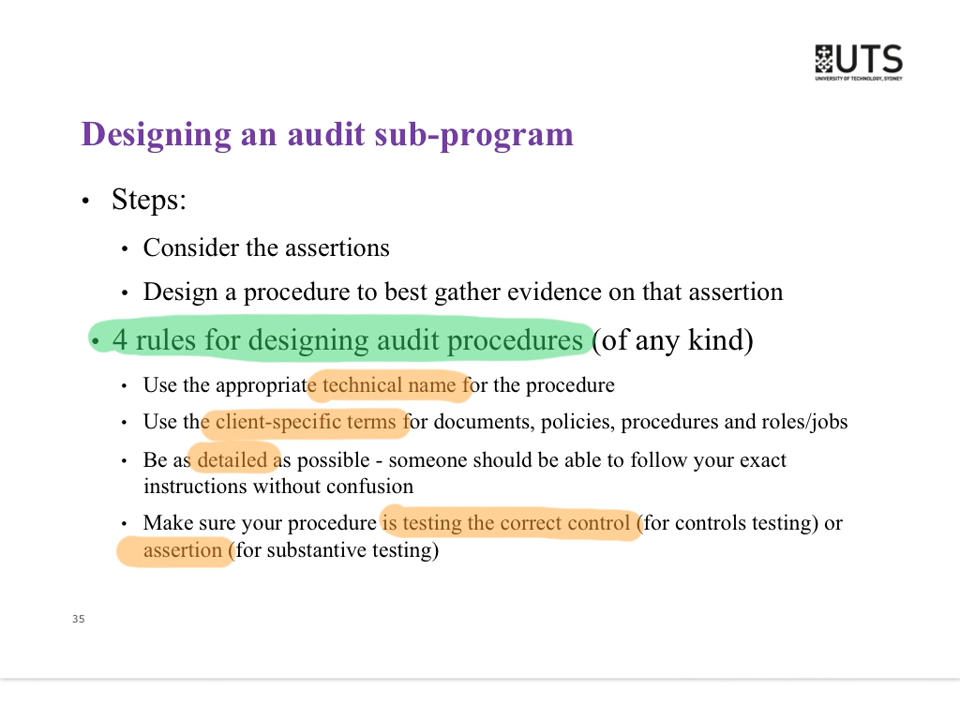 UTS
UNIVERSITY OF TECHNOLOGY, SYDNEY
Designing an audit sub-program
• Steps:
• Consider the assertions
• Design a procedure to best gather evidence on that assertion
• 4 rules for designing audit procedures (of any kind)
• Use the appropriate technical name for the procedure
• Use the client-specific terms for documents, policies, procedures and roles/jobs
• Be as detailed as possible - someone should be able to follow your exact
instructions without confusion
• Make sure your procedure is testing the correct control (for controls testing) or
assertion (for substantive testing)
35